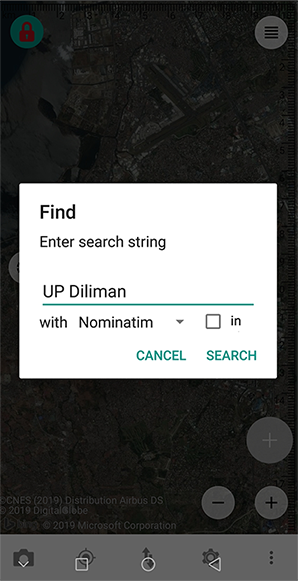 Find
Enter search string
UP Diliman
with Nominatim in
CANCEL SEARCH
©CNES (2019) Distribution Airbus DS
© 2019 DigitalGlobe
© 2019 Microsoft Corporation